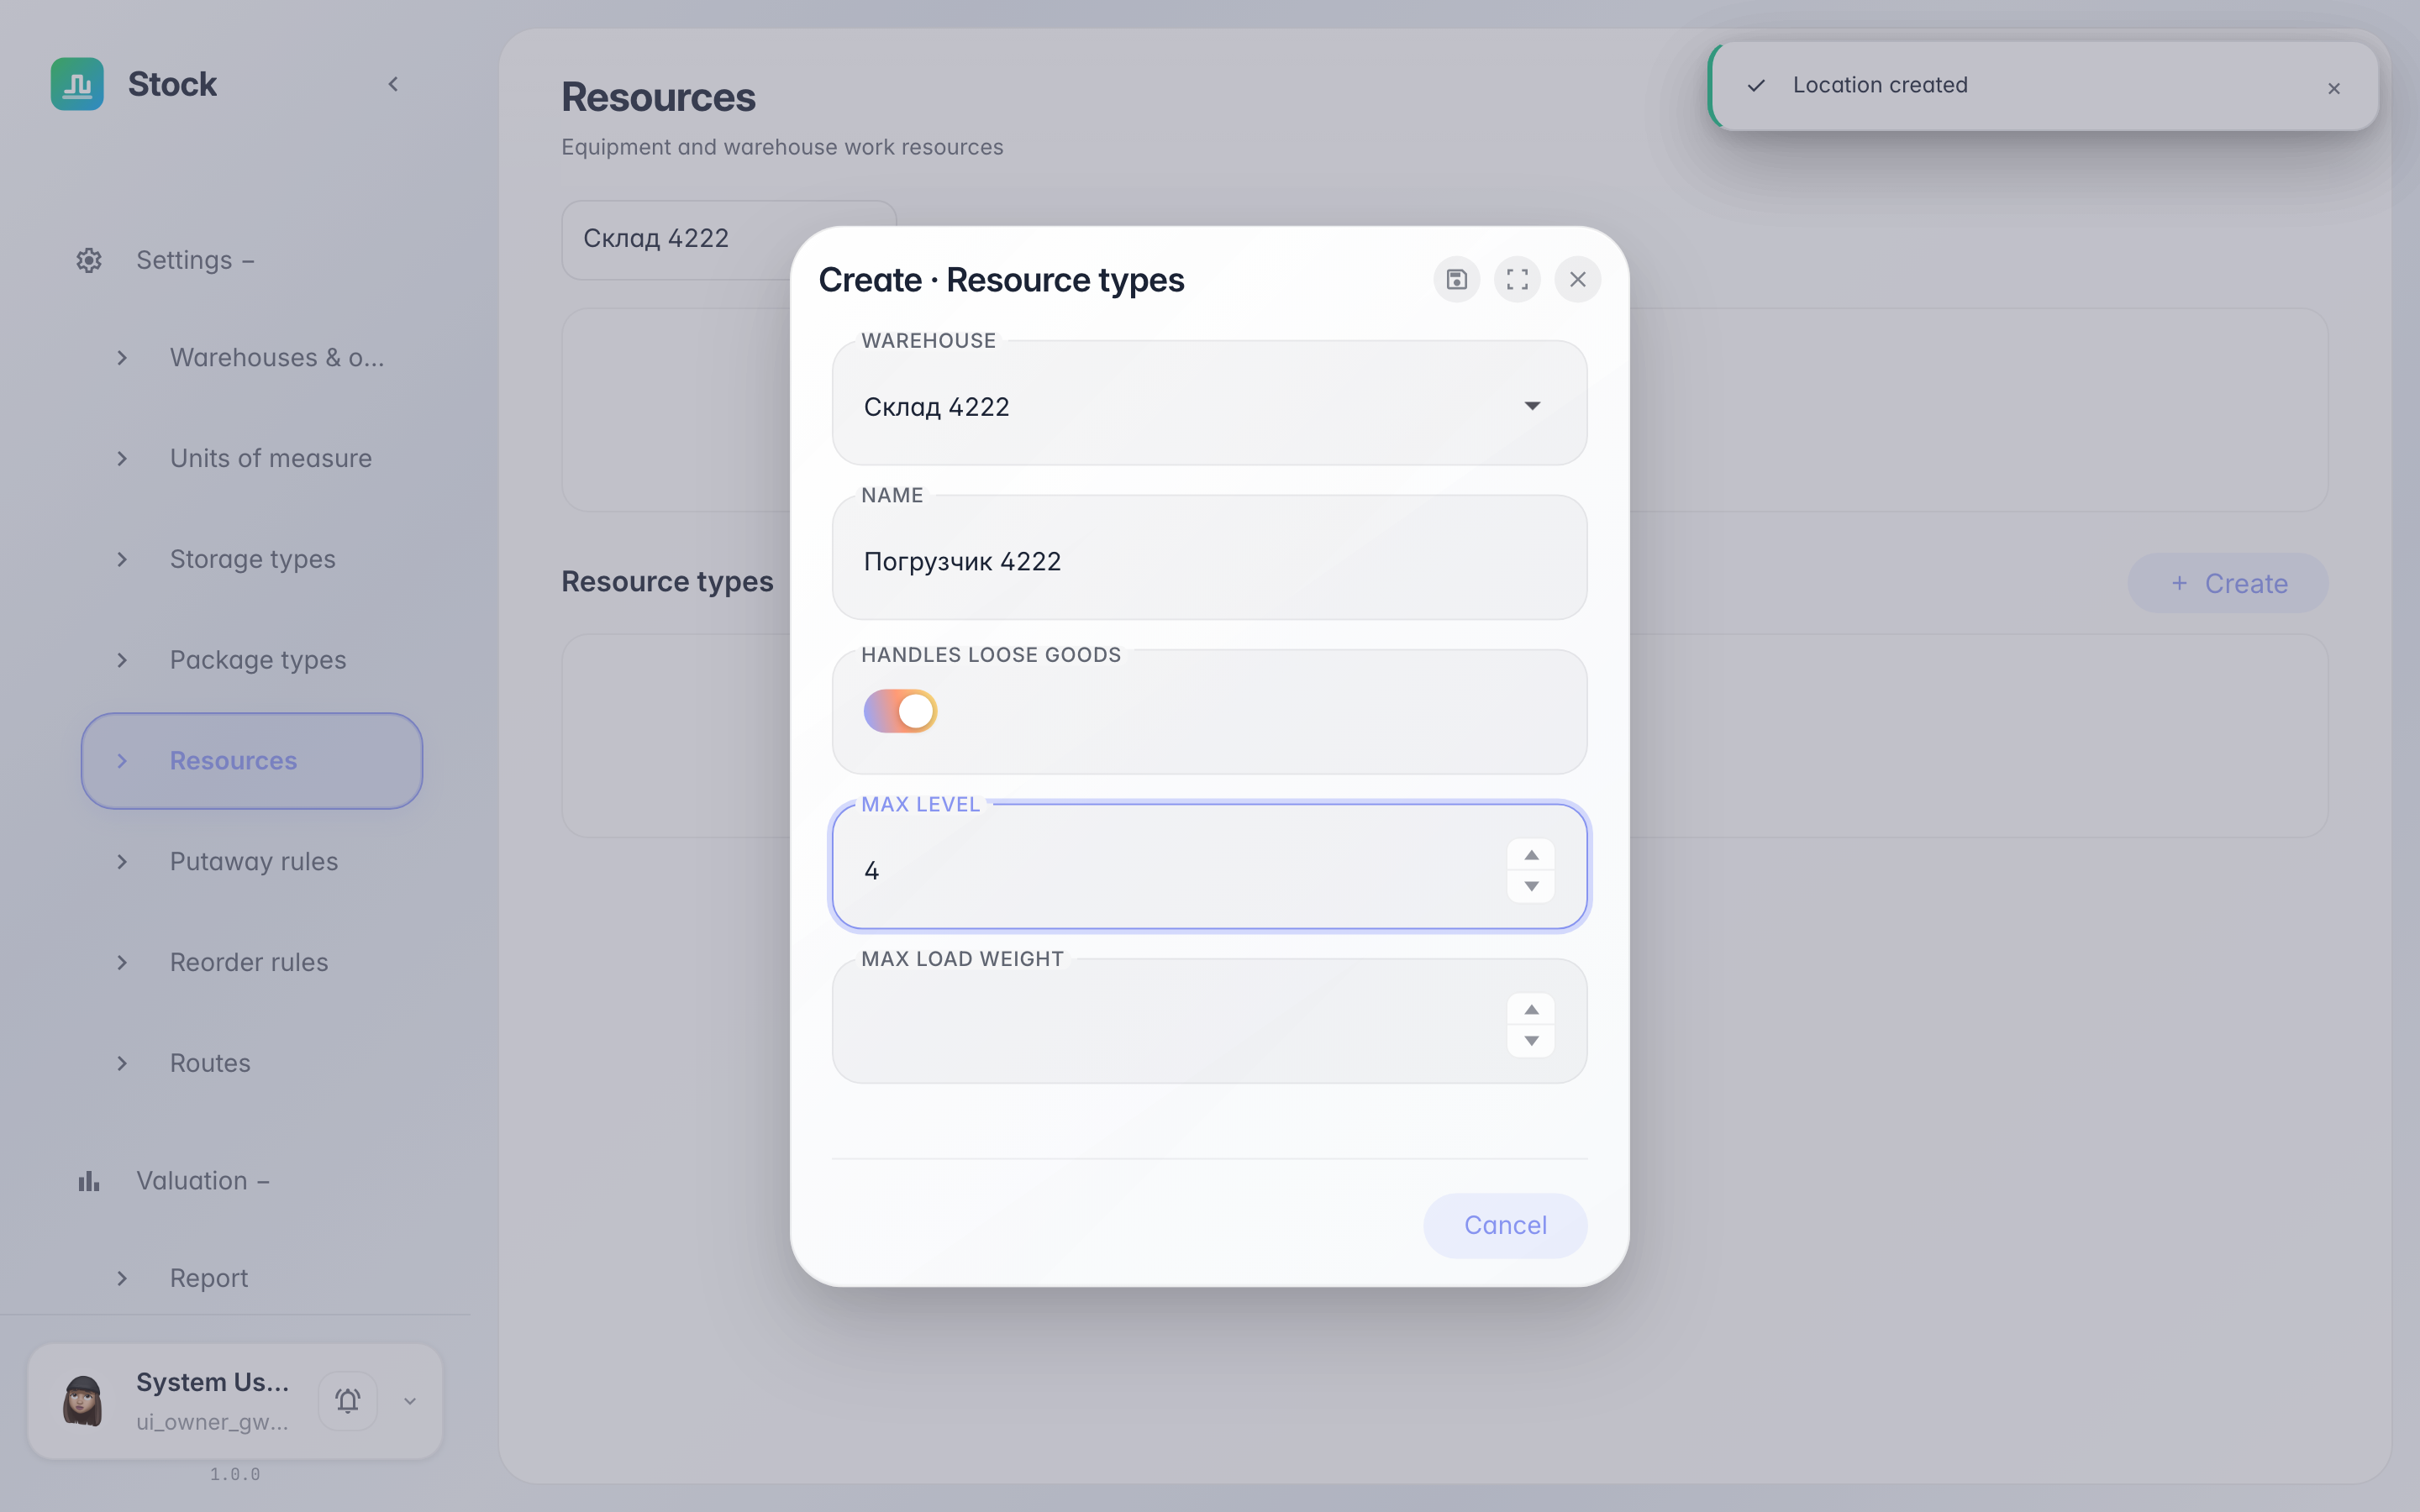 Stock
Settings –
Warehouses & o...
Units of measure
Storage types
Package types
Resources
Putaway rules
Reorder rules
Routes
Valuation –
Report
System Us...
ui_owner_gw...
1.0.0
Resources
Equipment and warehouse work resources
Склад 4222
Resource types
+ Create
Location created
Create · Resource types
WAREHOUSE
Склад 4222
NAME
Погрузчик 4222
HANDLES LOOSE GOODS
MAX LEVEL
4
MAX LOAD WEIGHT
Cancel